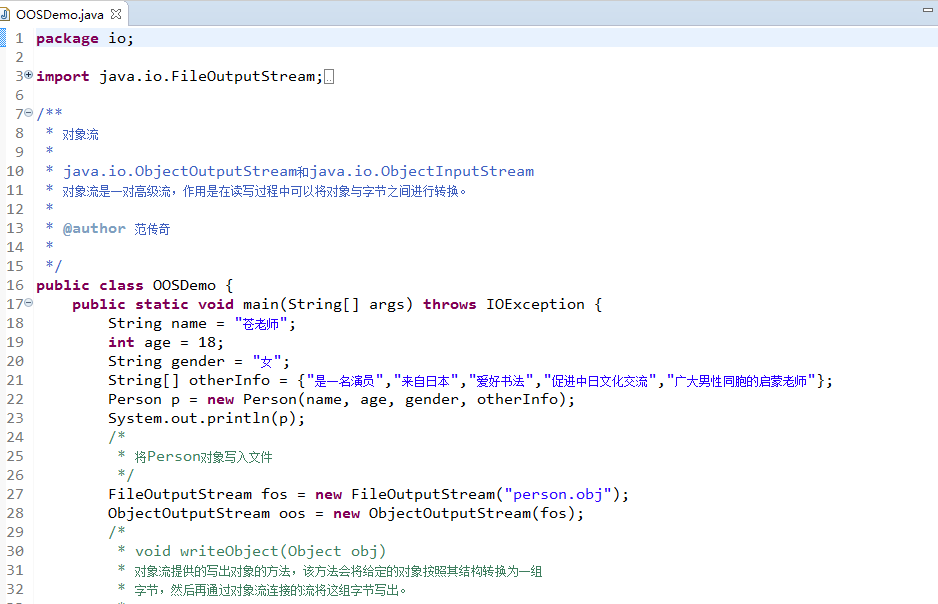 OOSDemo.java
1 package io;
2
3 import java.io.FileOutputStream;
6
7 /**
8 * 对象流
9 *
10 * java.io.ObjectOutputStream和java.io.ObjectInputStream
11 * 对象流是一对高级流，作用是在读写过程中可以将对象与字节之间进行转换。
12 *
13 * @author 范传奇
14 *
15 */
16 public class OOSDemo {
17 public static void main(String[] args) throws IOException {
18 String name = "苍老师";
19 int age = 18;
20 String gender = "女";
21 String[] otherInfo = {"是一名演员","来自日本","爱好书法","促进中日文化交流","广大男性同胞的启蒙老师"};
22 Person p = new Person(name, age, gender, otherInfo);
23 System.out.println(p);
24 /*
25 * 将Person对象写入文件
26 */
27 FileOutputStream fos = new FileOutputStream("person.obj");
28 ObjectOutputStream oos = new ObjectOutputStream(fos);
29 /*
30 * void writeObject(Object obj)
31 * 对象流提供的写出对象的方法，该方法会将给定的对象按照其结构转换为一组
32 * 字节，然后再通过对象流连接的流将这组字节写出。